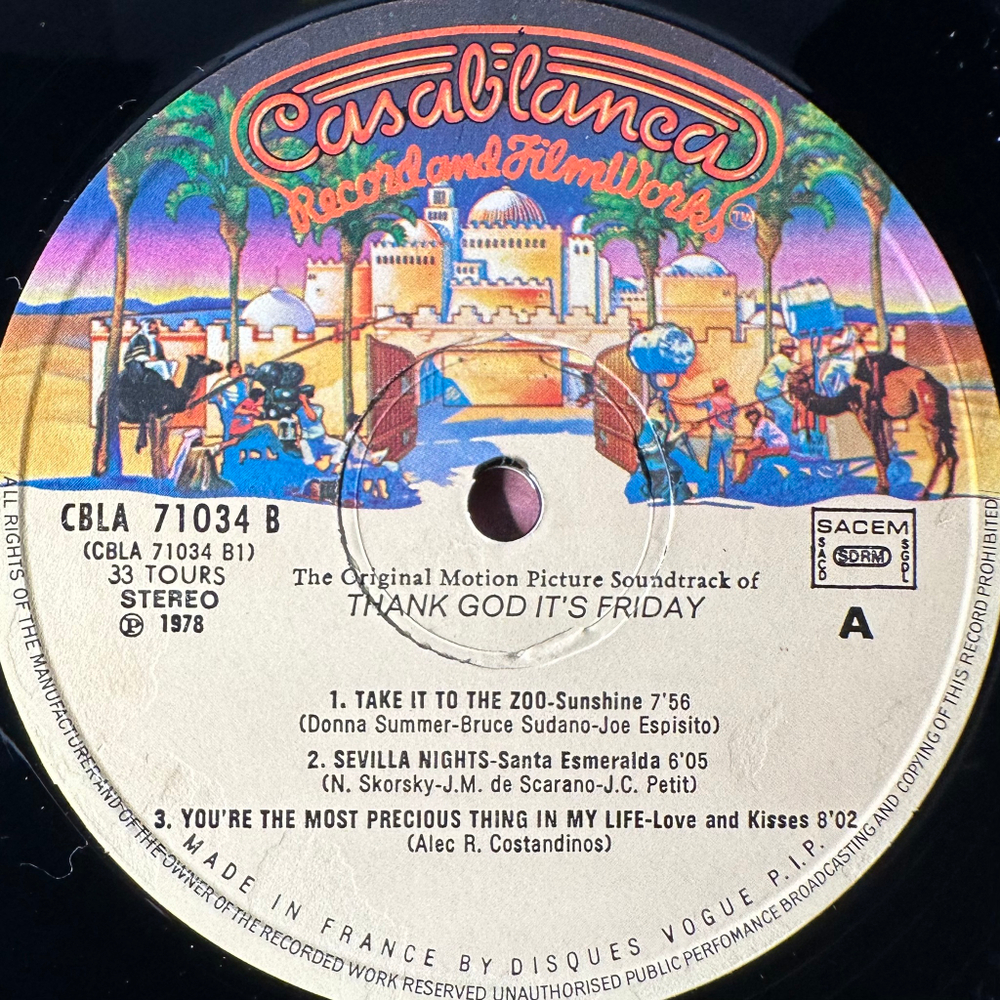 Casablanca
Record and FilmWorks
TM
CBLA 71034 B
(CBLA 71034 B1)
33 TOURS
STEREO
Ⓟ 1978
SACEM
SACD
SDRM
SGDL
A
The Original Motion Picture Soundtrack of
THANK GOD IT'S FRIDAY
1. TAKE IT TO THE ZOO-Sunshine 7'56
(Donna Summer-Bruce Sudano-Joe Espisito)
2. SEVILLA NIGHTS-Santa Esmeralda 6'05
(N. Skorsky-J.M. de Scarano-J.C. Petit)
3. YOU'RE THE MOST PRECIOUS THING IN MY LIFE-Love and Kisses 8'02
(Alec R. Costandinos)
MADE IN FRANCE BY DISQUES VOGUE P.I.P.
ALL RIGHTS OF THE MANUFACTURER AND OF THE OWNER OF THE RECORDED WORK RESERVED UNAUTHORISED PUBLIC PERFOMANCE BROADCASTING AND COPYING OF THIS RECORD PROHIBITED